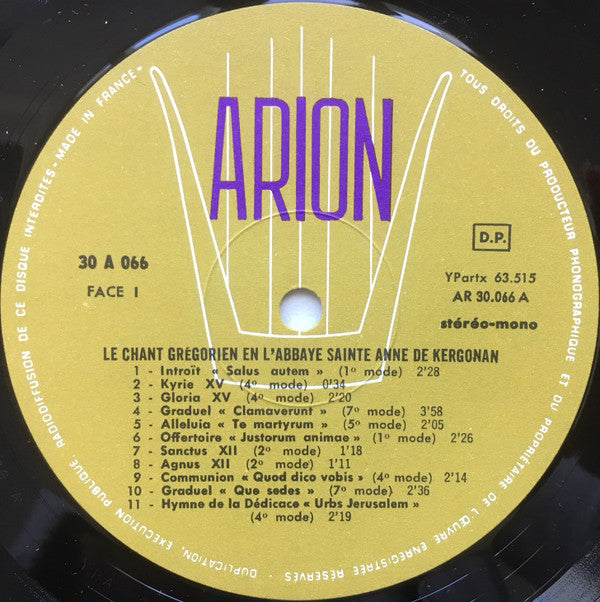 ARION
30 A 066
FACE 1
D.P.
YPartx 63.515
AR 30.066 A
stéréo-mono
LE CHANT GRÉGORIEN EN L'ABBAYE SAINTE ANNE DE KERGONAN
1 - Introït « Salus autem » (1º mode) 2'28
2 - Kyrie XV (4º mode) 0'34
3 - Gloria XV (4º mode) 2'20
4 - Graduel « Clamaverunt » (7º mode) 3'58
5 - Alleluia « Te martyrum » (5º mode) 2'05
6 - Offertoire « Justorum animae » (1º mode) 2'26
7 - Sanctus XII (2º mode) 1'18
8 - Agnus XII (2º mode) 1'11
9 - Communion « Quod dico vobis » (4º mode) 2'14
10 - Graduel « Que sedes » (7º mode) 2'36
11 - Hymne de la Dédicace « Urbs Jerusalem »
(4º mode) 2'19
TOUS DROITS DU PRODUCTEUR PHONOGRAPHIQUE ET DU PROPRIÉTAIRE DE L'ŒUVRE ENREGISTRÉE RÉSERVÉS - DUPLICATION, EXÉCUTION PUBLIQUE, RADIODIFFUSION DE CE DISQUE INTERDITES - MADE IN FRANCE -